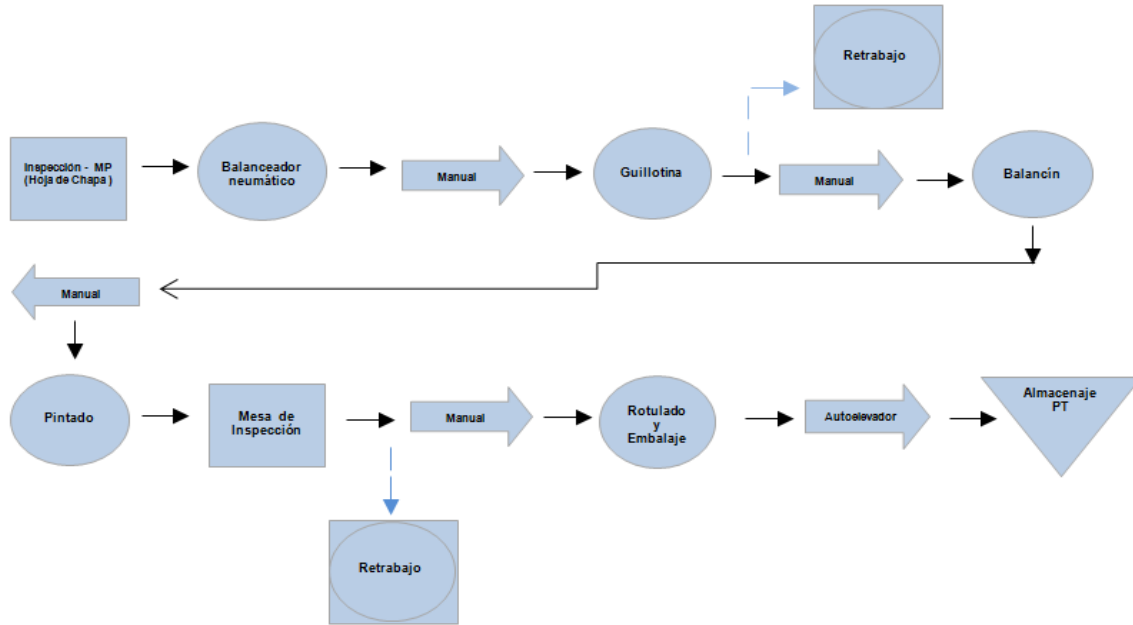 Retrabajo
Inspección - MP
(Hoja de Chapa )
Balanceador
neumático
Manual
Guillotina
Manual
Balancín
Manual
Pintado
Mesa de
Inspección
Manual
Rotulado
y
Embalaje
Autoelevador
Almacenaje
PT
Retrabajo